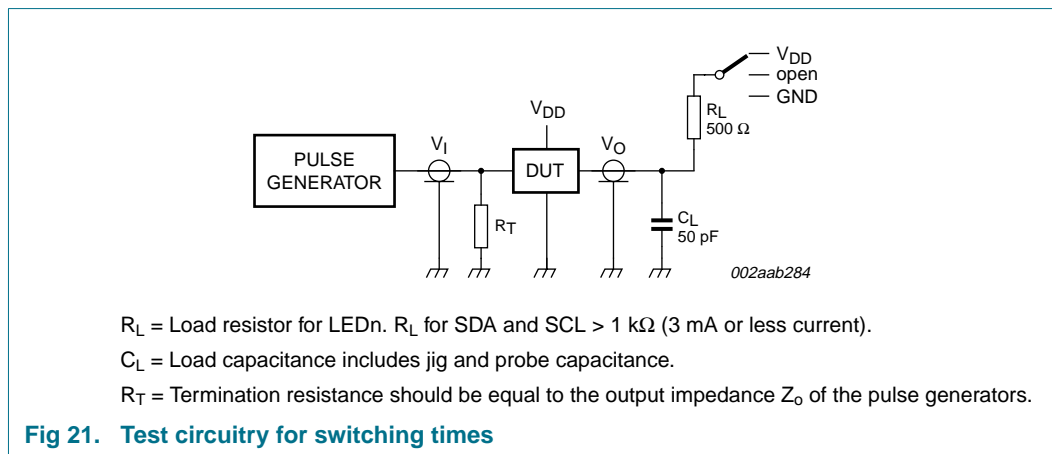 VDD
open
GND
RL
500 Ω
VDD
VI
VO
PULSE
GENERATOR
DUT
RT
CL
50 pF
002aab284
RL = Load resistor for LEDn. RL for SDA and SCL > 1 kΩ (3 mA or less current).
CL = Load capacitance includes jig and probe capacitance.
RT = Termination resistance should be equal to the output impedance Zo of the pulse generators.
Fig 21. Test circuitry for switching times